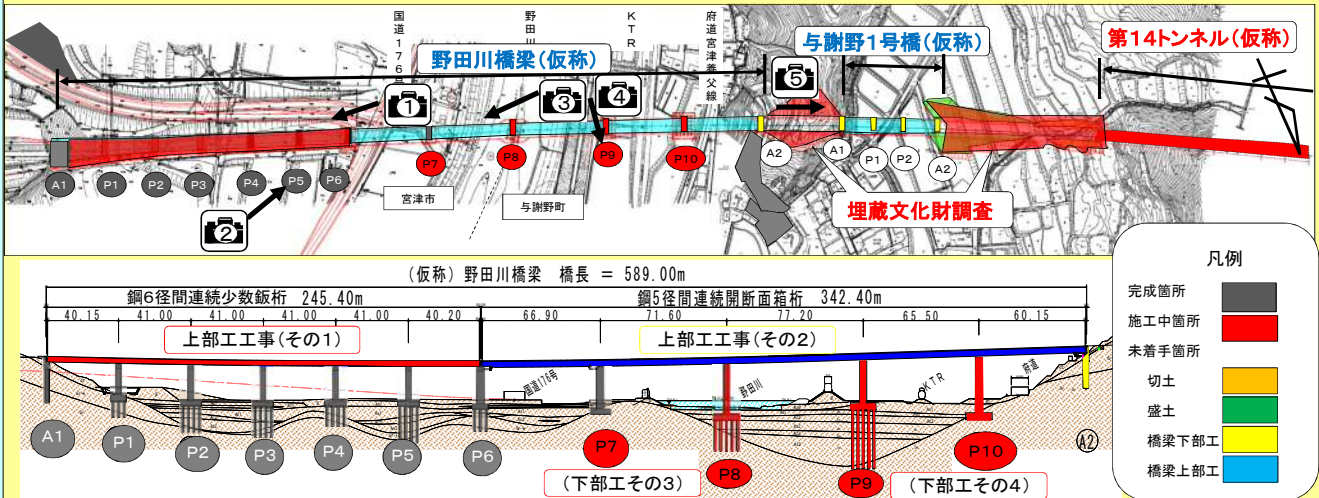 国道176号
野田川
KTR
府道宮津養父線
野田川橋梁(仮称)
与謝野1号橋(仮称)
第14トンネル(仮称)
① ③ ④ ⑤
A1 P1 P2 P3 P4 P5 P6 P7 P8 P9 P10 A2 A1 P1 P2 A2
②
宮津市
与謝野町
埋蔵文化財調査
(仮称) 野田川橋梁 橋長 = 589.00m
鋼6径間連続少数鈑桁 245.40m
鋼5径間連続開断面箱桁 342.40m
40.15 41.00 41.00 41.00 41.00 40.20 66.90 71.60 77.20 65.50 60.15
上部工工事(その1)
上部工工事(その2)
国道176号
野田川
KTR
府道
A1 P1 P2 P3 P4 P5 P6 P7 P8 P9 P10 A2
(下部工その3)
(下部工その4)
凡例
完成箇所
施工中箇所
未着手箇所
切土
盛土
橋梁下部工
橋梁上部工